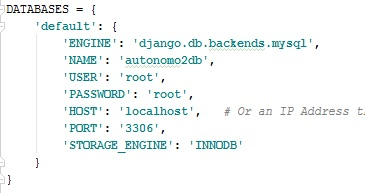 DATABASES = {
    'default': {
        'ENGINE': 'django.db.backends.mysql',
        'NAME': 'autonomo2db',
        'USER': 'root',
        'PASSWORD': 'root',
        'HOST': 'localhost',   # Or an IP Address
        'PORT': '3306',
        'STORAGE_ENGINE': 'INNODB'
    }
}